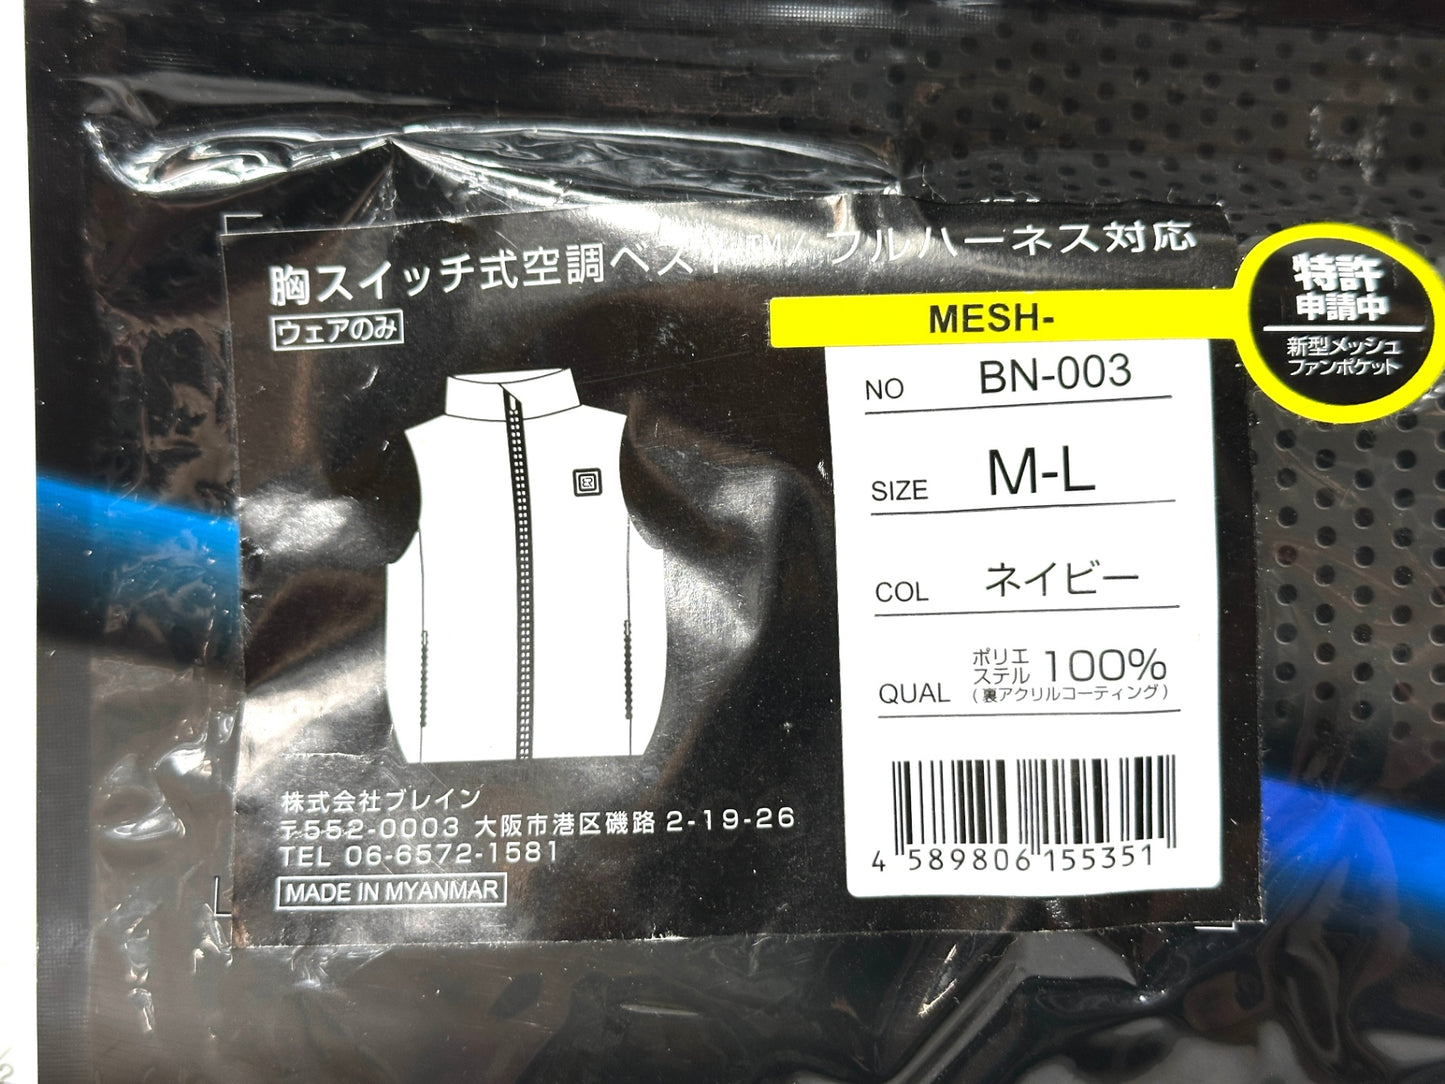 胸スイッチ式空調ベスト / フルハーネス対応
ウェアのみ
MESH-
特許
申請中
新型メッシュ
ファンポケット
NO BN-003
SIZE M-L
COL ネイビー
QUAL ポリエステル 100%
(裏アクリルコーティング)
4 589806 155351
株式会社ブレイン
〒552-0003 大阪市港区磯路 2-19-26
TEL 06-6572-1581
MADE IN MYANMAR